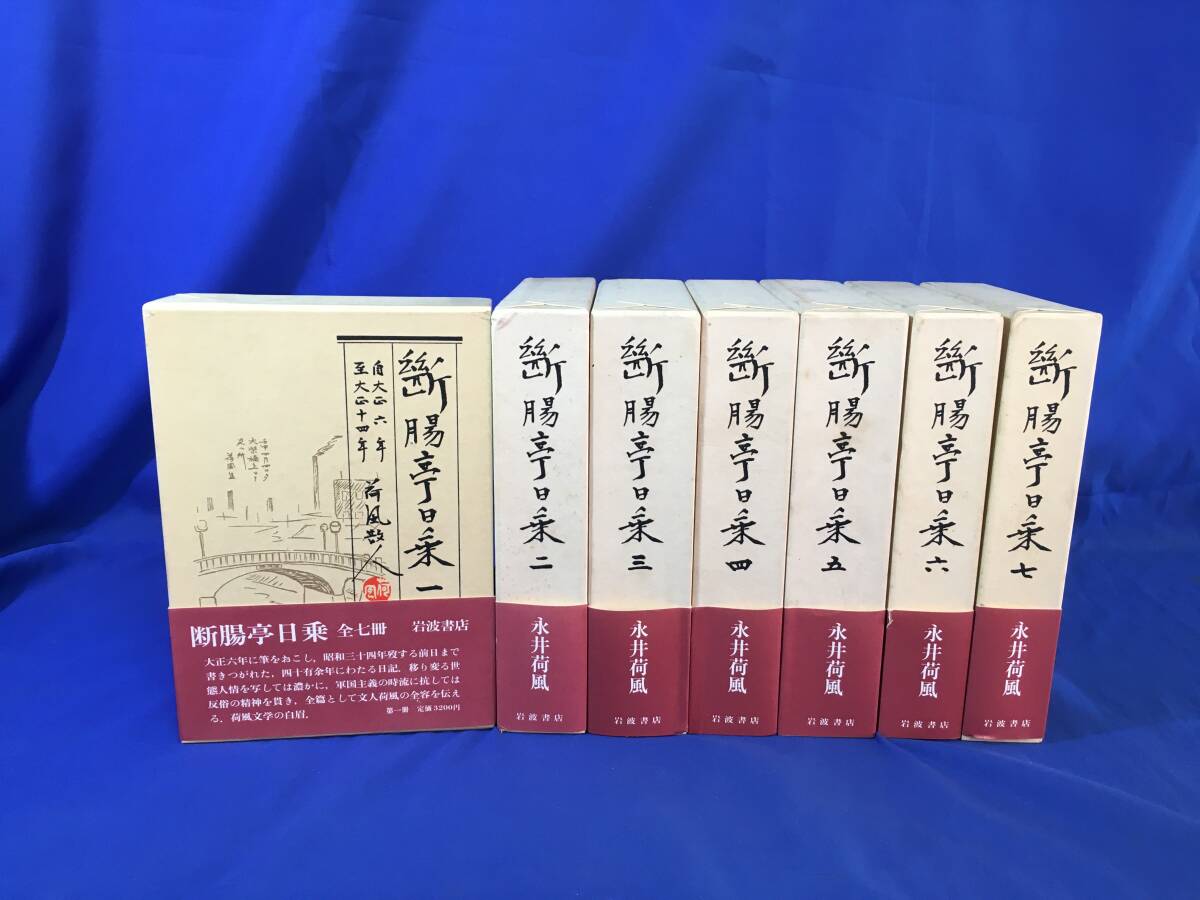 斷腸亭日乗 一
自大正六年
至大正十四年
荷風散人
断腸亭日乗 全七冊 岩波書店
大正六年に筆をおこし，昭和三十四年歿する前日まで
書きつがれた，四十有余年にわたる日記．移り変る世
態人情を写しては濃かに，軍国主義の時流に抗しては
反俗の精神を貫き，全篇として文人荷風の全容を伝え
る．荷風文学の白眉．
第一冊 定価3200円
斷腸亭日乗 二
永井荷風
岩波書店
斷腸亭日乗 三
永井荷風
岩波書店
斷腸亭日乗 四
永井荷風
岩波書店
斷腸亭日乗 五
永井荷風
岩波書店
斷腸亭日乗 六
永井荷風
岩波書店
斷腸亭日乗 七
永井荷風
岩波書店